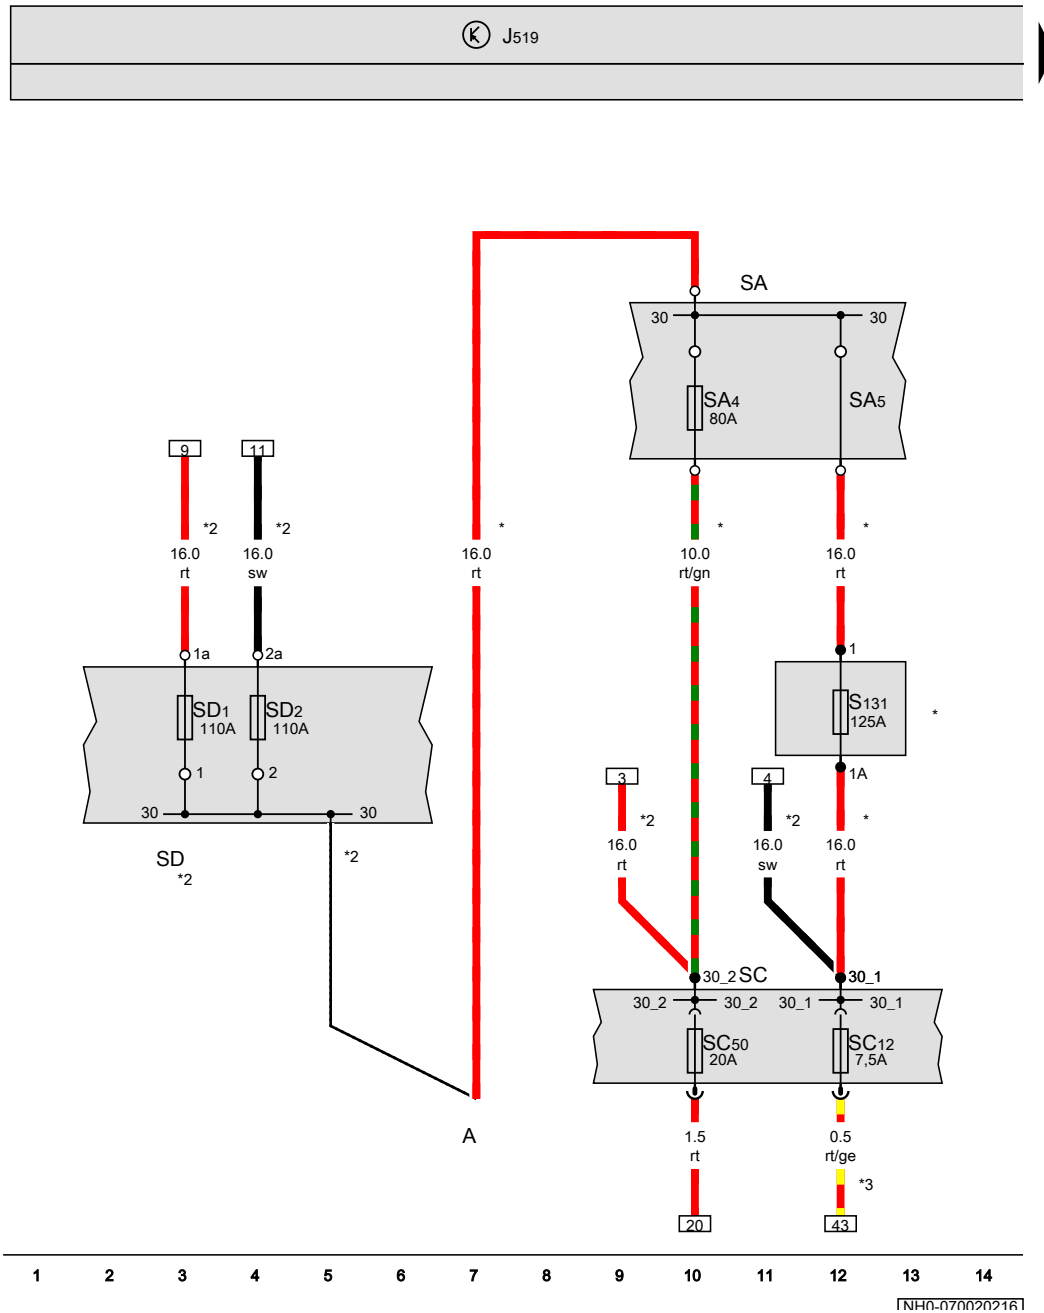 J519
SA
30 30
SA4 SA5
80A
9 11
*2 *2 * * *
16.0 16.0 16.0 10.0 16.0
rt sw rt rt/gn rt
1a 2a 1
SD1 SD2 S131
110A 110A 125A *
1 2 3 4 1A
30 30 *2 *2 *
16.0 16.0 16.0
SD *2 rt sw rt
*2
30_2 SC 30_1
30_2 30_2 30_1 30_1
SC50 SC12
20A 7,5A
A 1.5 0.5
rt rt/ge
*3
20 43
1 2 3 4 5 6 7 8 9 10 11 12 13 14
NH0-070020216